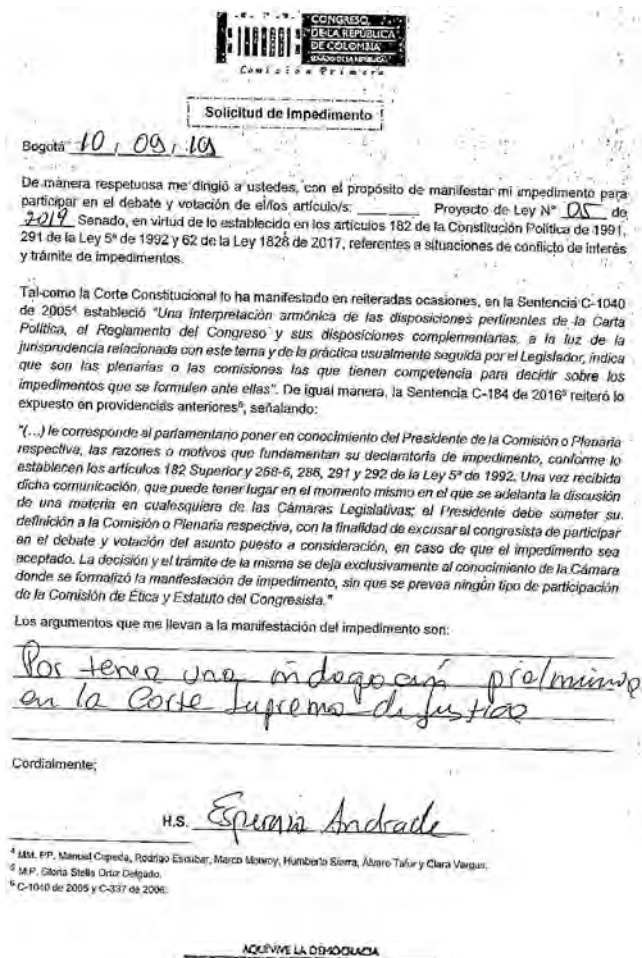 CONGRESO
DE LA REPÚBLICA
DE COLOMBIA
SENADO DE LA REPÚBLICA
Comisión Primera
Solicitud de Impedimento
Bogotá 10 / 09 / 19
De manera respetuosa me dirigió a ustedes, con el propósito de manifestar mi impedimento para
participar en el debate y votación de el/los artículo/s: ______ Proyecto de Ley N° 05 de
2019 Senado, en virtud de lo establecido en los artículos 182 de la Constitución Política de 1991,
291 de la Ley 5ª de 1992 y 62 de la Ley 1828 de 2017, referentes a situaciones de conflicto de interés
y trámite de impedimentos.
Tal como la Corte Constitucional lo ha manifestado en reiteradas ocasiones, en la Sentencia C-1040
de 2005⁴ estableció "Una interpretación armónica de las disposiciones pertinentes de la Carta
Política, el Reglamento del Congreso y sus disposiciones complementarias, a la luz de la
jurisprudencia relacionada con este tema y de la práctica usualmente seguida por el Legislador, indica
que son las plenarias o las comisiones las que tienen competencia para decidir sobre los
impedimentos que se formulen ante ellas". De igual manera, la Sentencia C-184 de 2016⁵ reiteró lo
expuesto en providencias anteriores⁶, señalando:
"(...) le corresponde al parlamentario poner en conocimiento del Presidente de la Comisión o Plenaria
respectiva, las razones o motivos que fundamentan su declaratoria de impedimento, conforme lo
establecen los artículos 182 Superior y 268-6, 286, 291 y 292 de la Ley 5ª de 1992. Una vez recibida
dicha comunicación, que puede tener lugar en el momento mismo en el que se adelanta la discusión
de una materia en cualesquiera de las Cámaras Legislativas; el Presidente debe someter su
definición a la Comisión o Plenaria respectiva, con la finalidad de excusar al congresista de participar
en el debate y votación del asunto puesto a consideración, en caso de que el impedimento sea
aceptado. La decisión y el trámite de la misma se deja exclusivamente al conocimiento de la Cámara
donde se formalizó la manifestación de impedimento, sin que se prevea ningún tipo de participación
de la Comisión de Ética y Estatuto del Congresista."
Los argumentos que me llevan a la manifestación del impedimento son:
Por tener una indagación preliminar
en la Corte Suprema de Justicia
Cordialmente;
H.S. Esperanza Andrade
⁴ MM. PP. Manuel Cepeda, Rodrigo Escobar, Marco Monroy, Humberto Sierra, Álvaro Tafur y Clara Vargas.
⁵ M.P. Gloria Stella Ortiz Delgado.
⁶ C-1040 de 2005 y C-337 de 2006.
AQUÍ VIVE LA DEMOCRACIA